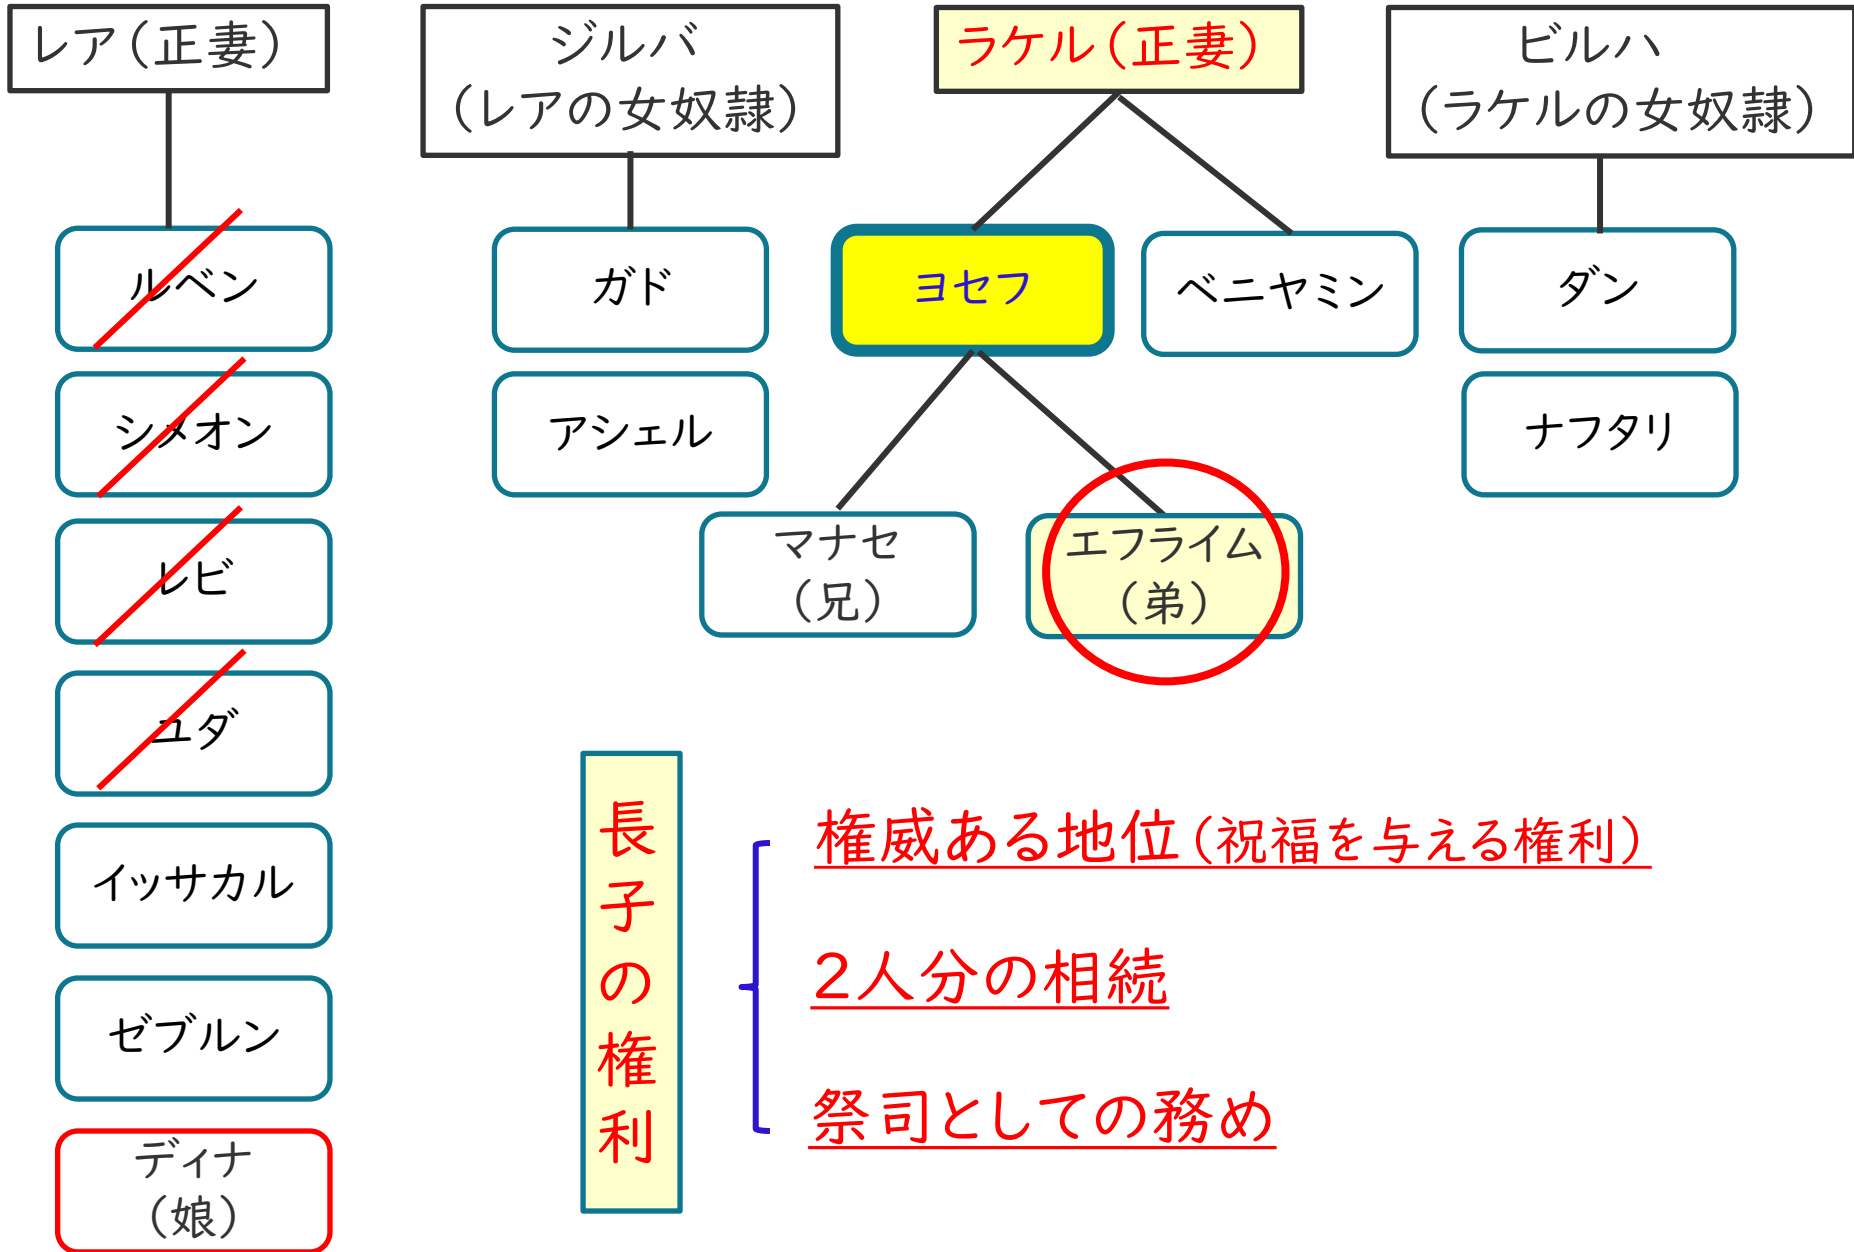 レア（正妻）
ジルバ
（レアの女奴隷）
ラケル（正妻）
ビルハ
（ラケルの女奴隷）
ルベン
ガド
ヨセフ
ベニヤミン
ダン
シメオン
アシェル
ナフタリ
レビ
マナセ
（兄）
エフライム
（弟）
ユダ
イッサカル
ゼブルン
ディナ
（娘）
長子の権利
権威ある地位（祝福を与える権利）
２人分の相続
祭司としての務め